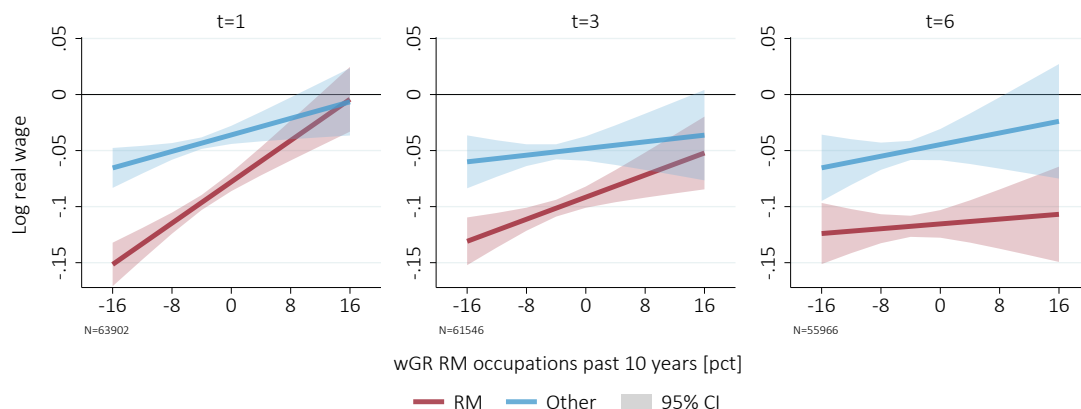 t=1 t=3 t=6
Log real wage
.05 0 -.05 -.1 -.15
-16 -8 0 8 16
N=63902
.05 0 -.05 -.1 -.15
-16 -8 0 8 16
N=61546
.05 0 -.05 -.1 -.15
-16 -8 0 8 16
N=55966
wGR RM occupations past 10 years [pct]
RM Other 95% CI